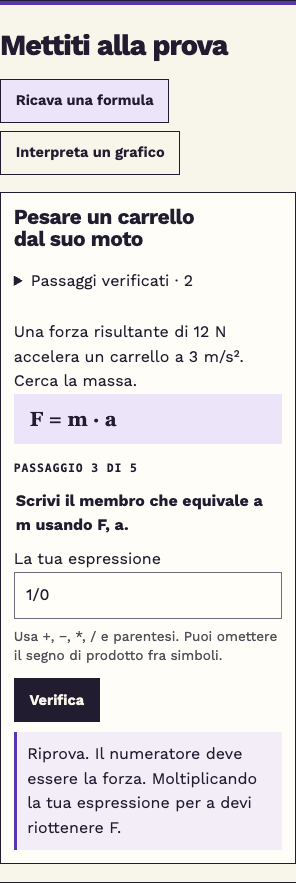 Mettiti alla prova
Ricava una formula
Interpreta un grafico
Pesare un carrello
dal suo moto
▶ Passaggi verificati · 2
Una forza risultante di 12 N
accelera un carrello a 3 m/s².
Cerca la massa.
F = m · a
PASSAGGIO 3 DI 5
Scrivi il membro che equivale a
m usando F, a.
La tua espressione
1/0
Usa +, −, *, / e parentesi. Puoi omettere
il segno di prodotto fra simboli.
Verifica
Riprova. Il numeratore deve
essere la forza. Moltiplicando
la tua espressione per a devi
riottenere F.